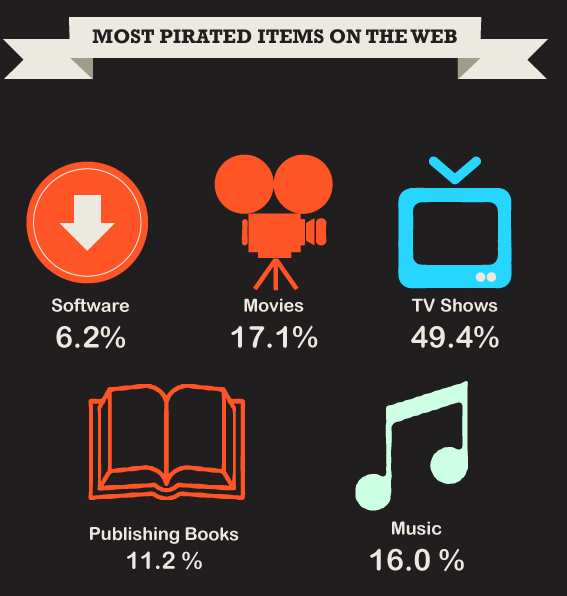 MOST PIRATED ITEMS ON THE WEB
Software
6.2%
Movies
17.1%
TV Shows
49.4%
Publishing Books
11.2 %
Music
16.0 %